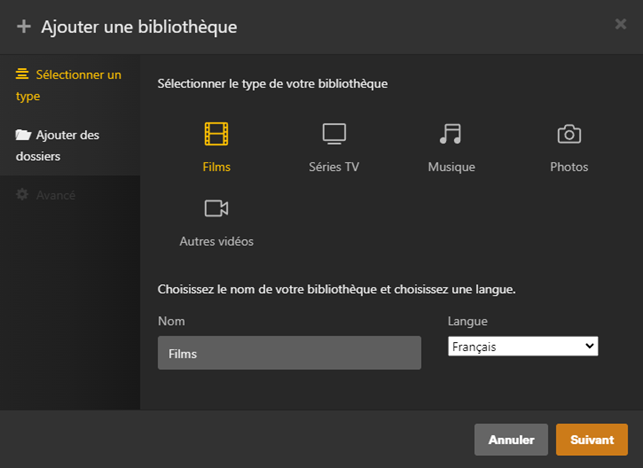 Ajouter une bibliothèque
Sélectionner un
type
Ajouter des
dossiers
Avancé
Sélectionner le type de votre bibliothèque
Films
Séries TV
Musique
Photos
Autres vidéos
Choisissez le nom de votre bibliothèque et choisissez une langue.
Nom
Langue
Films
Français
Annuler
Suivant